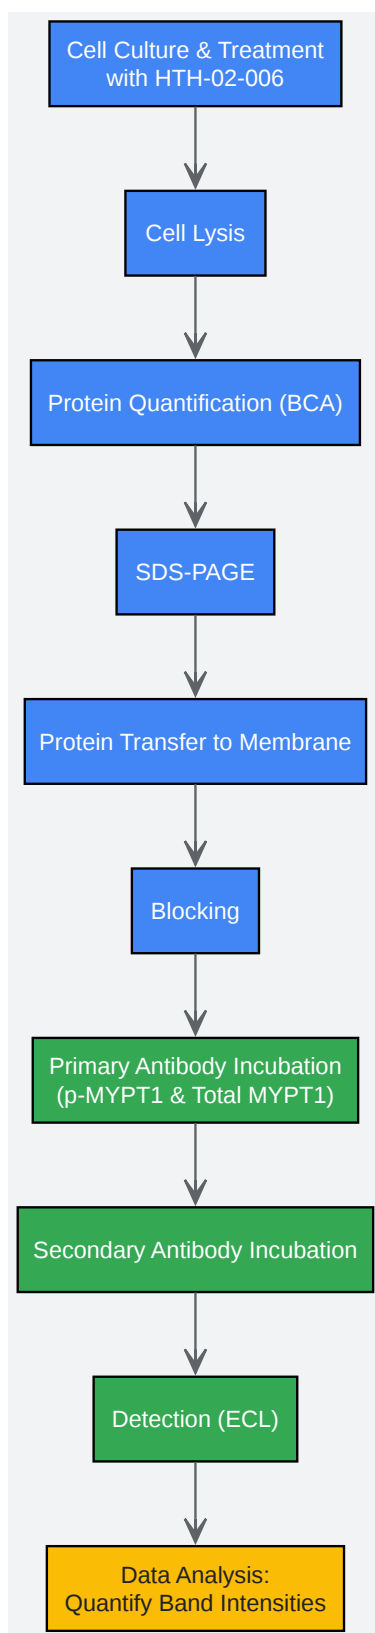 Cell Culture & Treatment
with HTH-02-006
Cell Lysis
Protein Quantification (BCA)
SDS-PAGE
Protein Transfer to Membrane
Blocking
Primary Antibody Incubation
(p-MYPT1 & Total MYPT1)
Secondary Antibody Incubation
Detection (ECL)
Data Analysis:
Quantify Band Intensities